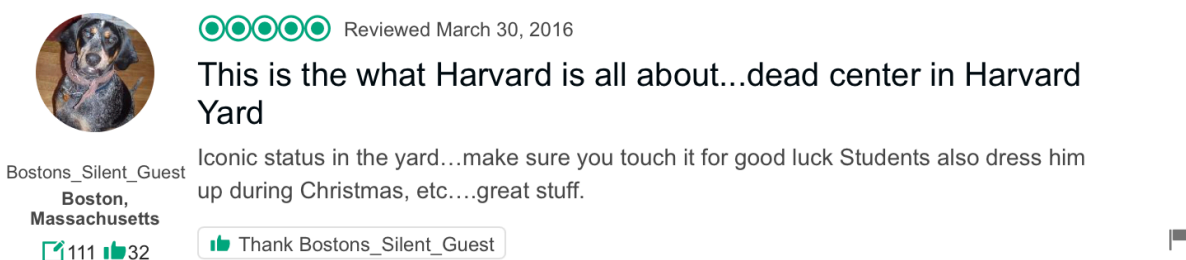 Reviewed March 30, 2016
This is the what Harvard is all about...dead center in Harvard
Yard
Iconic status in the yard…make sure you touch it for good luck Students also dress him
up during Christmas, etc….great stuff.
Bostons_Silent_Guest
Boston,
Massachusetts
111 32
Thank Bostons_Silent_Guest